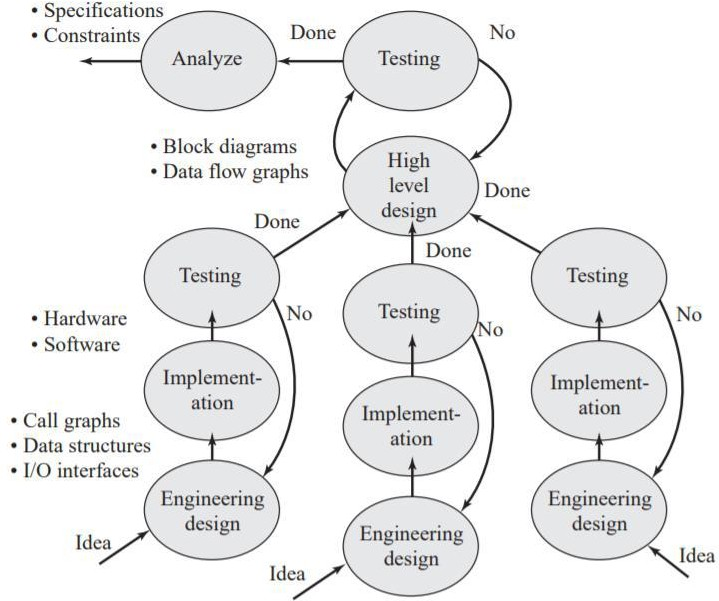 • Specifications
• Constraints
Done
No
Analyze
Testing
• Block diagrams
• Data flow graphs
High
level
design
Done
Done
Done
Testing
Testing
Testing
• Hardware
• Software
No
No
No
Implement-
ation
Implement-
ation
Implement-
ation
• Call graphs
• Data structures
• I/O interfaces
Engineering
design
Engineering
design
Engineering
design
Idea
Idea
Idea